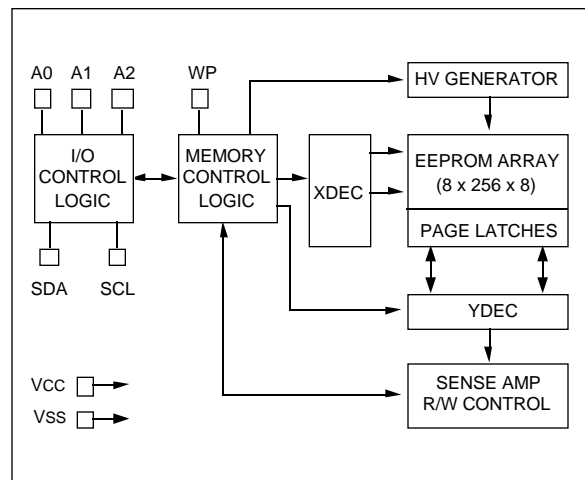 A0 A1 A2 WP
HV GENERATOR
I/O
CONTROL
LOGIC
MEMORY
CONTROL
LOGIC
XDEC
EEPROM ARRAY
(8 x 256 x 8)
PAGE LATCHES
SDA SCL
YDEC
VCC
VSS
SENSE AMP
R/W CONTROL